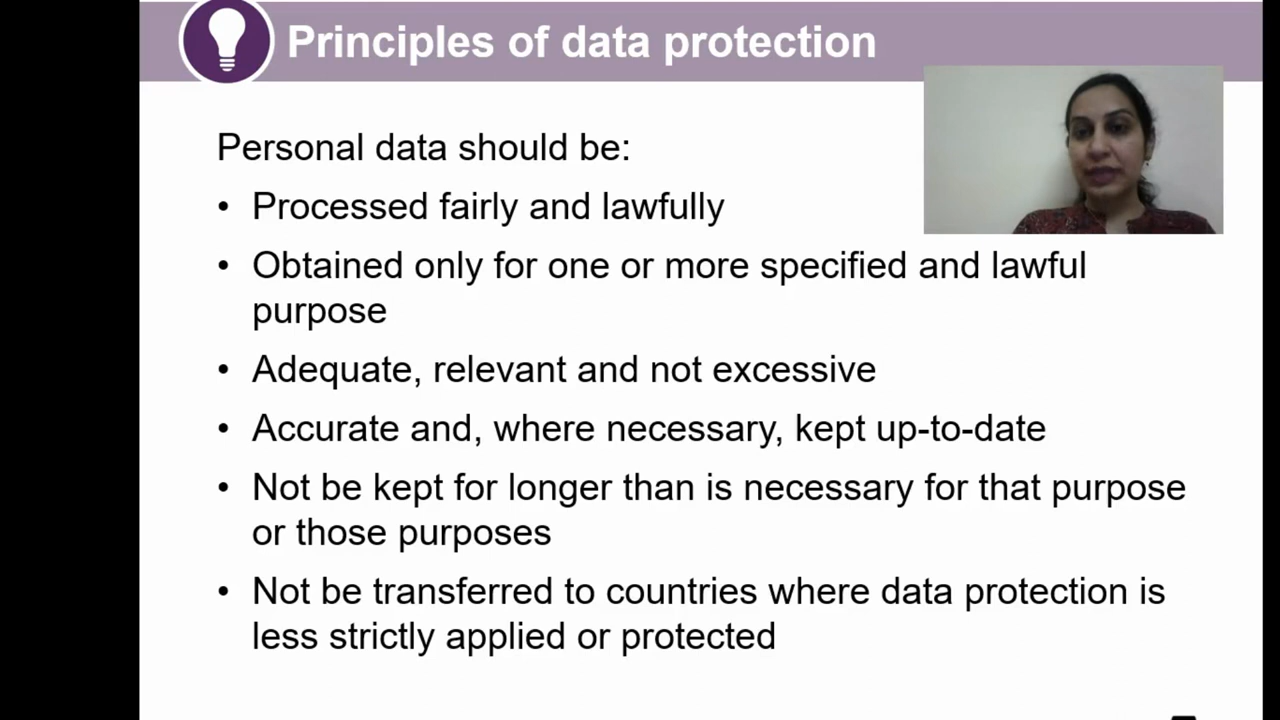 Principles of data protection
Personal data should be:
• Processed fairly and lawfully
• Obtained only for one or more specified and lawful
purpose
• Adequate, relevant and not excessive
• Accurate and, where necessary, kept up-to-date
• Not be kept for longer than is necessary for that purpose
or those purposes
• Not be transferred to countries where data protection is
less strictly applied or protected